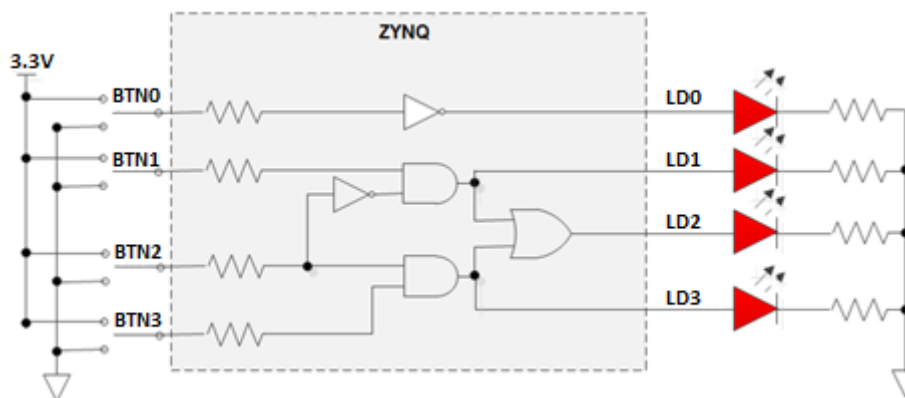 ZYNQ
3.3V
BTN0
LD0
BTN1
LD1
LD2
BTN2
LD3
BTN3